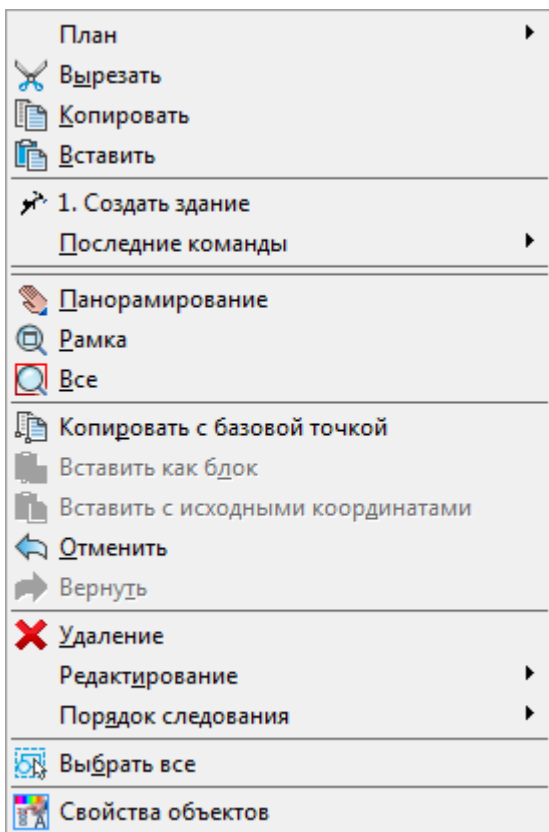 План
Вырезать
Копировать
Вставить
1. Создать здание
Последние команды
Панорамирование
Рамка
Все
Копировать с базовой точкой
Вставить как блок
Вставить с исходными координатами
Отменить
Вернуть
Удаление
Редактирование
Порядок следования
Выбрать все
Свойства объектов